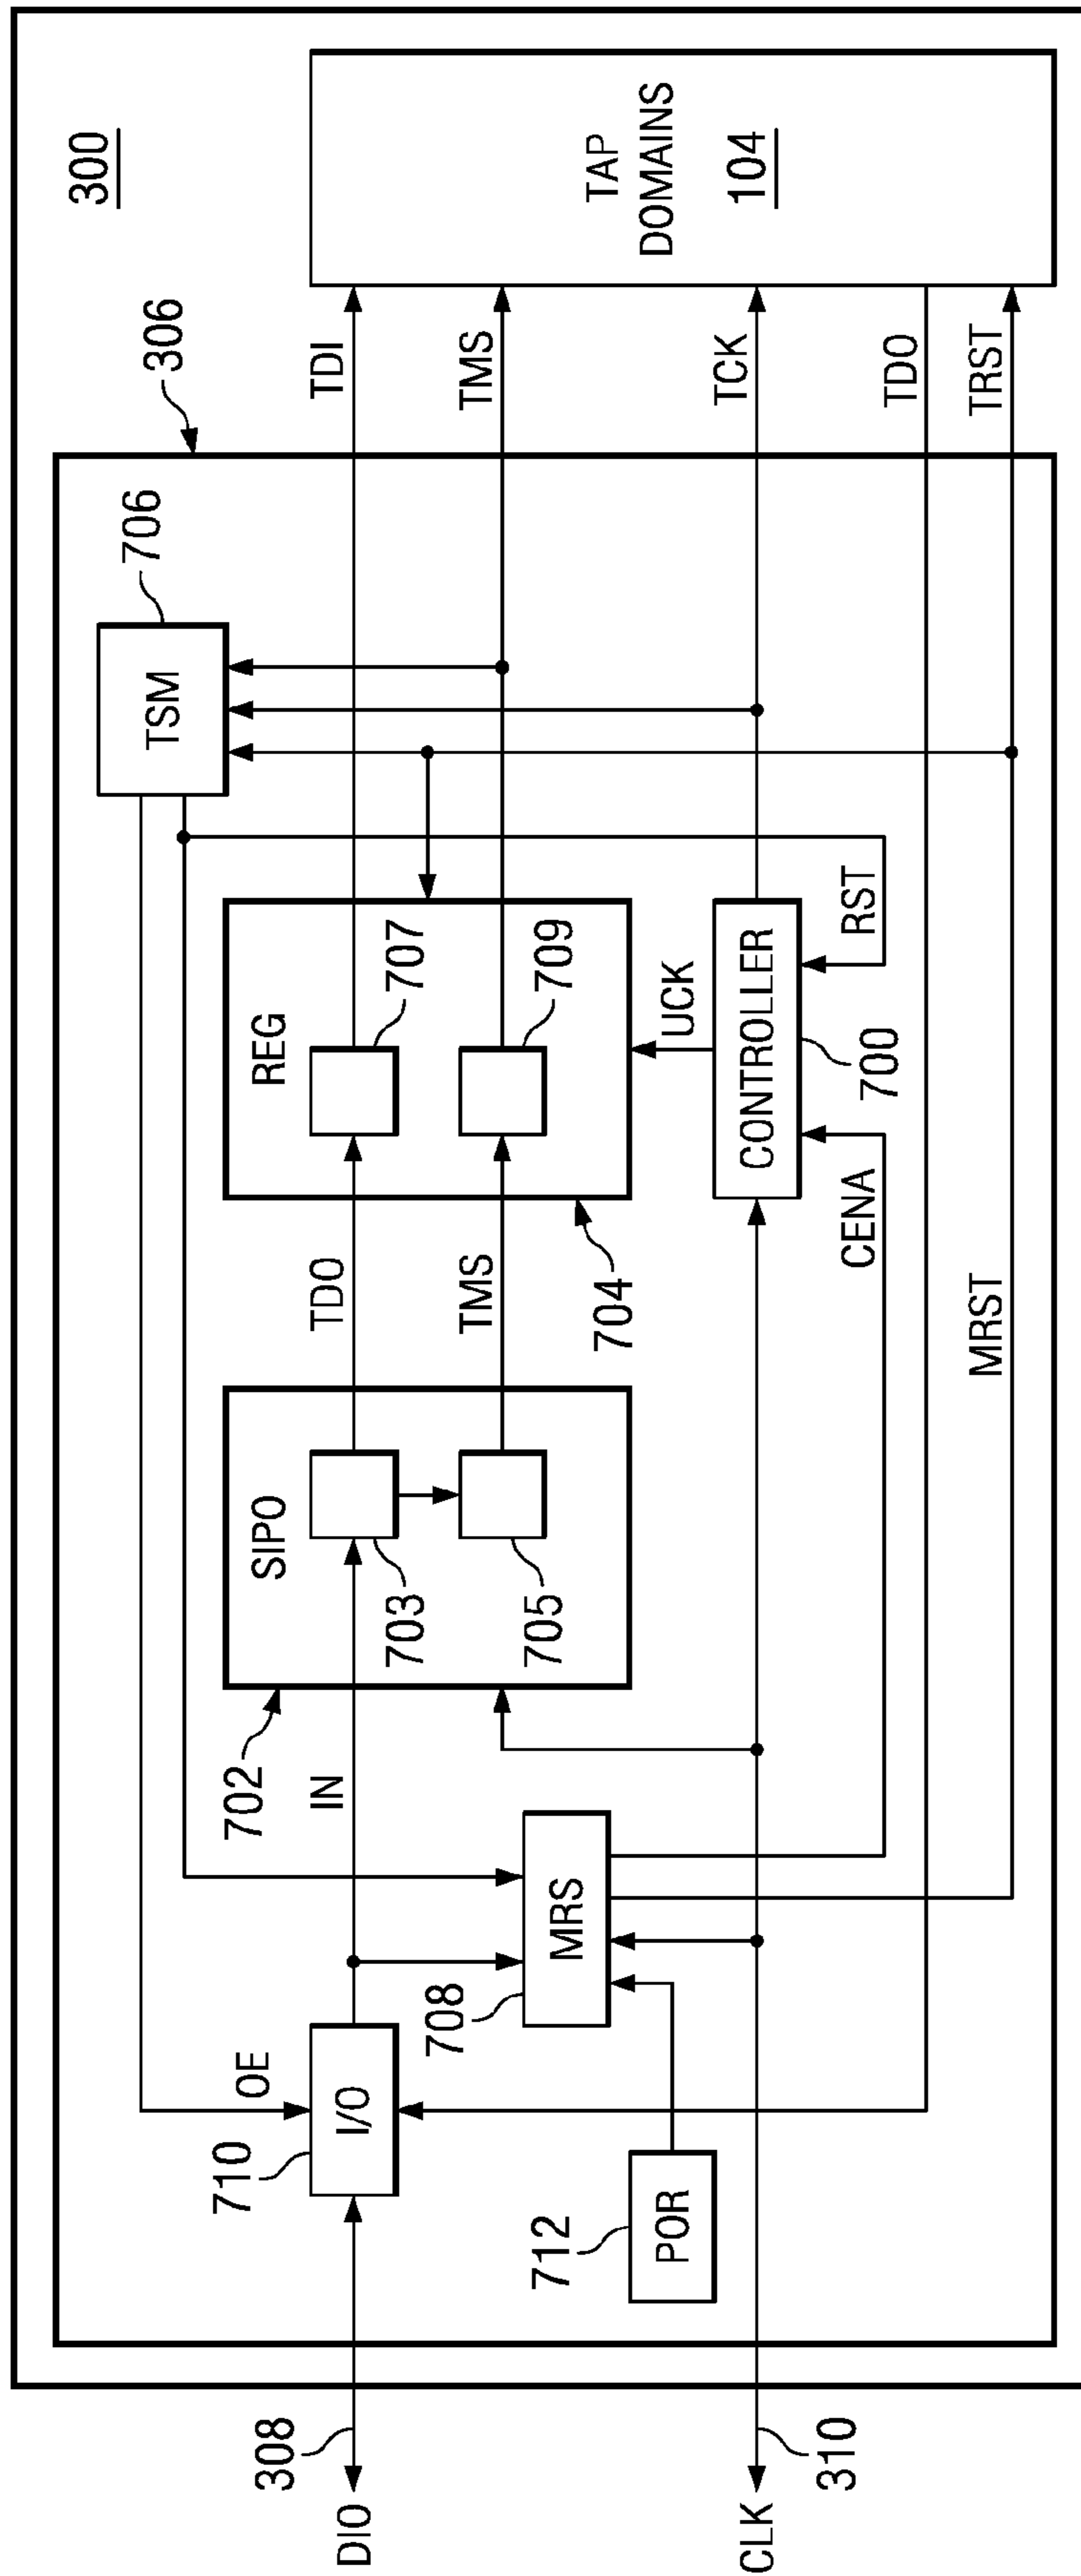 300
306
TSM
706
DIO
308
I/O
710
OE
IN
SIPO
702
703
705
TDO
TMS
REG
704
707
709
TDI
TMS
TCK
TDO
TRST
TAP
DOMAINS
104
MRS
708
POR
712
CLK
310
CONTROLLER
700
UCK
CENA
RST
MRST